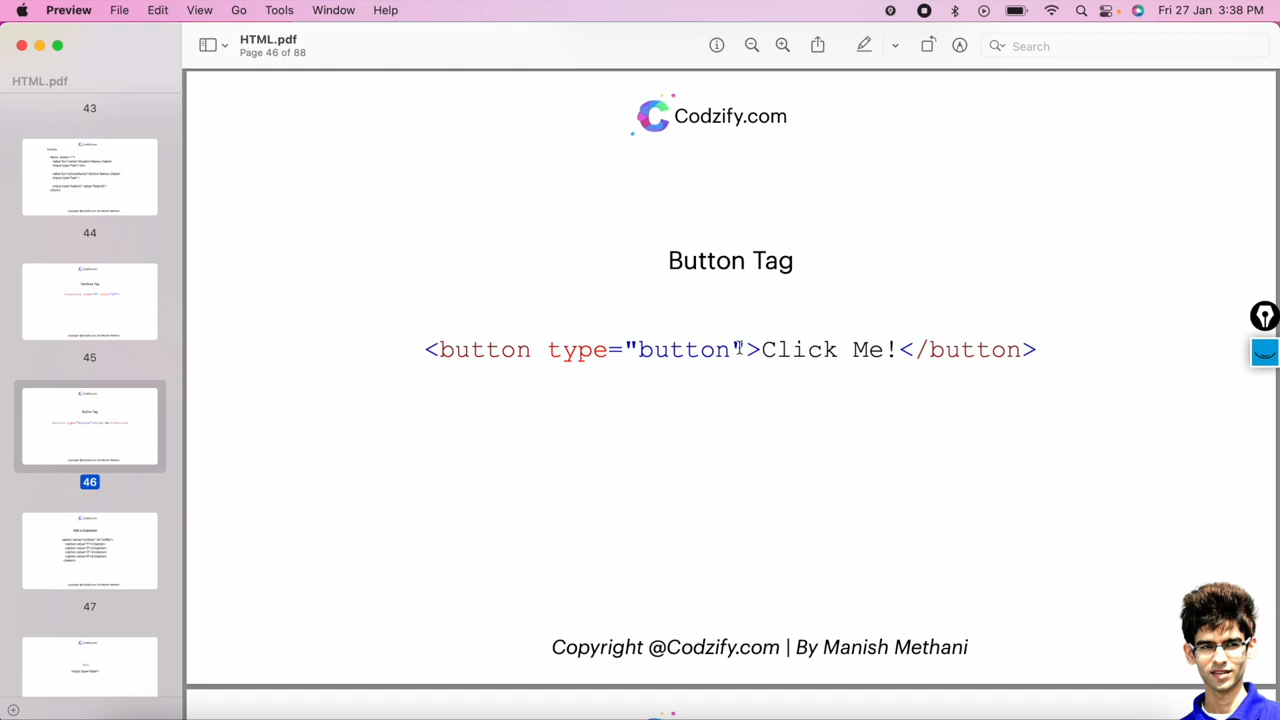 Preview File Edit View Go Tools Window Help Fri 27 Jan 3:38 PM
HTML.pdf
Page 46 of 88
Search
HTML.pdf
43
44
45
46
47
Codzify.com
Button Tag
<button type="button">Click Me!</button>
Copyright @Codzify.com | By Manish Methani